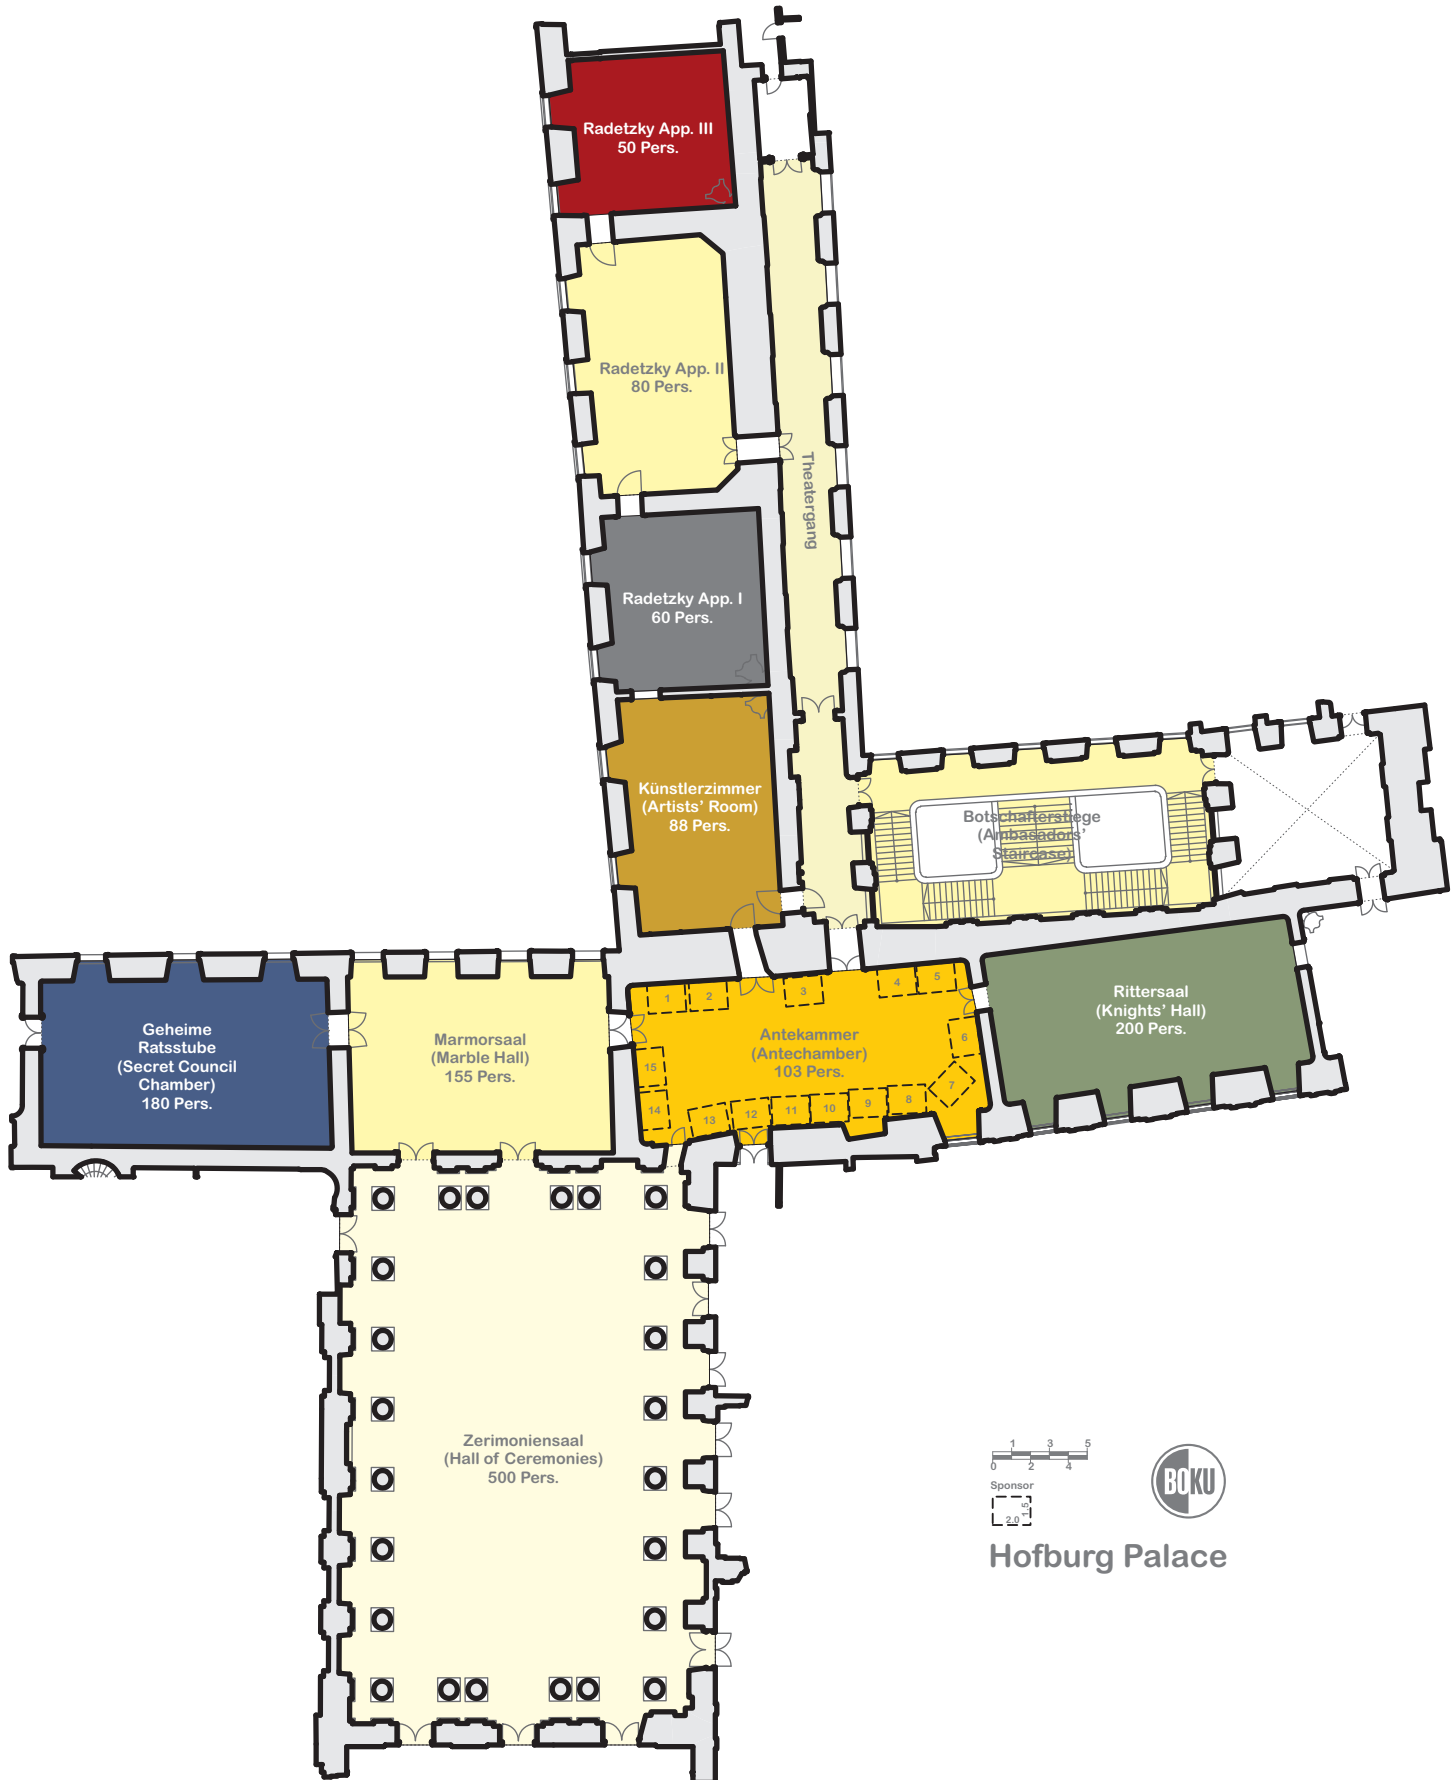 Radetzky App. III
50 Pers.
Radetzky App. II
80 Pers.
Theatergang
Radetzky App. I
60 Pers.
Künstlerzimmer
(Artists’ Room)
88 Pers.
Botschafterstiege
(Ambasadors’
Staircase)
Geheime
Ratsstube
(Secret Council
Chamber)
180 Pers.
Marmorsaal
(Marble Hall)
155 Pers.
Antekammer
(Antechamber)
103 Pers.
1
2
3
4
5
6
7
8
9
10
11
12
13
14
15
Rittersaal
(Knights’ Hall)
200 Pers.
Zerimoniensaal
(Hall of Ceremonies)
500 Pers.
1 3 5
0 2 4
Sponsor
2.0
1.5
BOKU
Hofburg Palace